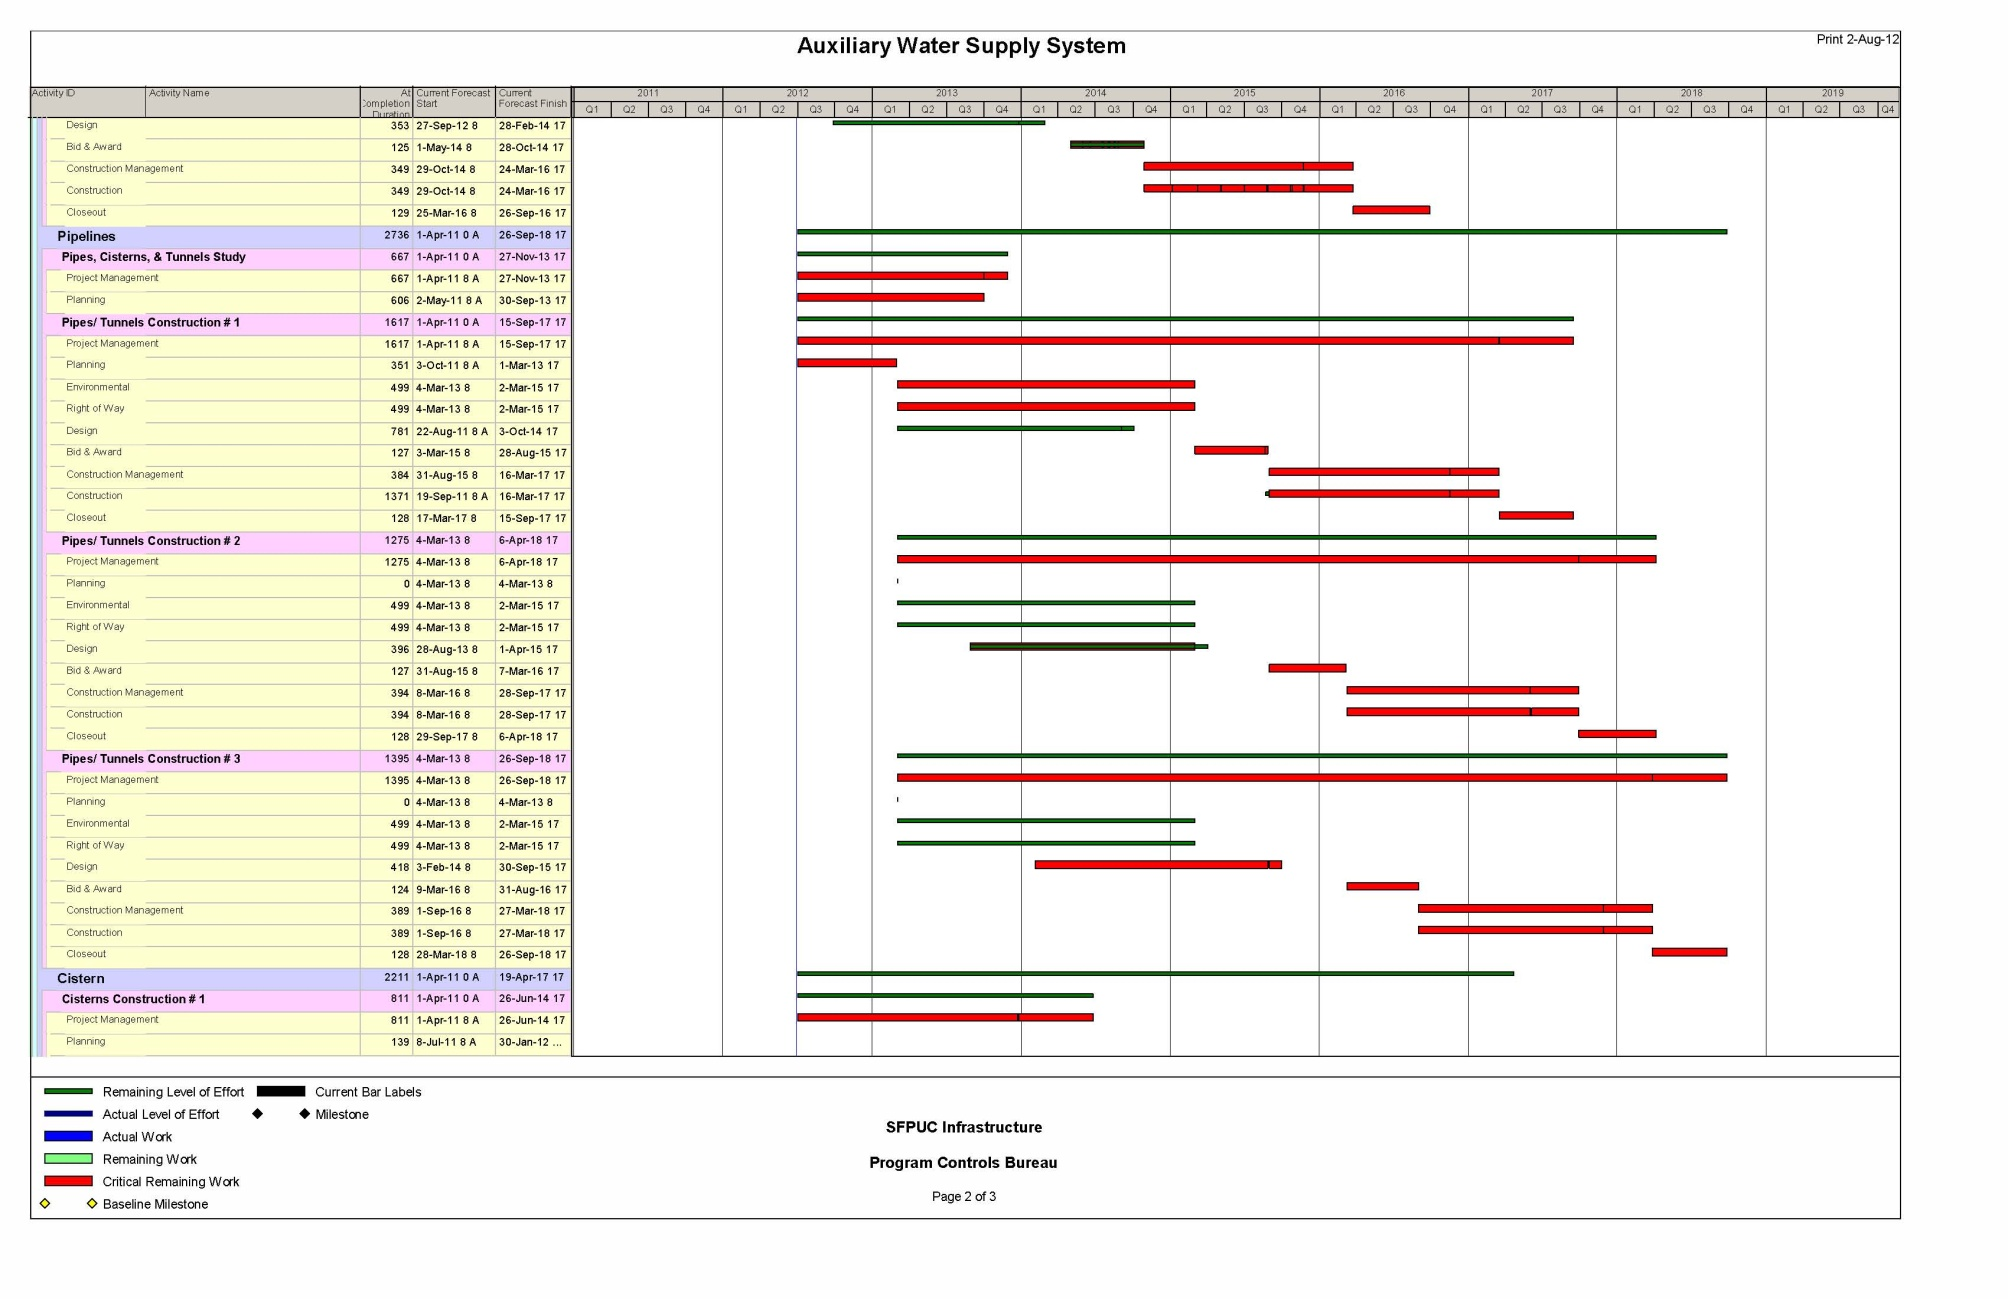 Auxiliary Water Supply System
Print 2-Aug-12
Activity ID Activity Name At Completion Duration Current Forecast Start Current Forecast Finish
2011 2012 2013 2014 2015 2016 2017 2018 2019
Q1 Q2 Q3 Q4 Q1 Q2 Q3 Q4 Q1 Q2 Q3 Q4 Q1 Q2 Q3 Q4 Q1 Q2 Q3 Q4 Q1 Q2 Q3 Q4 Q1 Q2 Q3 Q4 Q1 Q2 Q3 Q4 Q1 Q2 Q3 Q4
Design 353 27-Sep-12 8 28-Feb-14 17
Bid & Award 125 1-May-14 8 28-Oct-14 17
Construction Management 349 29-Oct-14 8 24-Mar-16 17
Construction 349 29-Oct-14 8 24-Mar-16 17
Closeout 129 25-Mar-16 8 26-Sep-16 17
Pipelines 2736 1-Apr-11 0 A 26-Sep-18 17
Pipes, Cisterns, & Tunnels Study 667 1-Apr-11 0 A 27-Nov-13 17
Project Management 667 1-Apr-11 8 A 27-Nov-13 17
Planning 606 2-May-11 8 A 30-Sep-13 17
Pipes/ Tunnels Construction # 1 1617 1-Apr-11 0 A 15-Sep-17 17
Project Management 1617 1-Apr-11 8 A 15-Sep-17 17
Planning 351 3-Oct-11 8 A 1-Mar-13 17
Environmental 499 4-Mar-13 8 2-Mar-15 17
Right of Way 499 4-Mar-13 8 2-Mar-15 17
Design 781 22-Aug-11 8 A 3-Oct-14 17
Bid & Award 127 3-Mar-15 8 28-Aug-15 17
Construction Management 384 31-Aug-15 8 16-Mar-17 17
Construction 1371 19-Sep-11 8 A 16-Mar-17 17
Closeout 128 17-Mar-17 8 15-Sep-17 17
Pipes/ Tunnels Construction # 2 1275 4-Mar-13 8 6-Apr-18 17
Project Management 1275 4-Mar-13 8 6-Apr-18 17
Planning 0 4-Mar-13 8 4-Mar-13 8
Environmental 499 4-Mar-13 8 2-Mar-15 17
Right of Way 499 4-Mar-13 8 2-Mar-15 17
Design 396 28-Aug-13 8 1-Apr-15 17
Bid & Award 127 31-Aug-15 8 7-Mar-16 17
Construction Management 394 8-Mar-16 8 28-Sep-17 17
Construction 394 8-Mar-16 8 28-Sep-17 17
Closeout 128 29-Sep-17 8 6-Apr-18 17
Pipes/ Tunnels Construction # 3 1395 4-Mar-13 8 26-Sep-18 17
Project Management 1395 4-Mar-13 8 26-Sep-18 17
Planning 0 4-Mar-13 8 4-Mar-13 8
Environmental 499 4-Mar-13 8 2-Mar-15 17
Right of Way 499 4-Mar-13 8 2-Mar-15 17
Design 418 3-Feb-14 8 30-Sep-15 17
Bid & Award 124 9-Mar-16 8 31-Aug-16 17
Construction Management 389 1-Sep-16 8 27-Mar-18 17
Construction 389 1-Sep-16 8 27-Mar-18 17
Closeout 128 28-Mar-18 8 26-Sep-18 17
Cistern 2211 1-Apr-11 0 A 19-Apr-17 17
Cisterns Construction # 1 811 1-Apr-11 0 A 26-Jun-14 17
Project Management 811 1-Apr-11 8 A 26-Jun-14 17
Planning 139 8-Jul-11 8 A 30-Jan-12 ...
Remaining Level of Effort Current Bar Labels
Actual Level of Effort Milestone
Actual Work
Remaining Work
Critical Remaining Work
Baseline Milestone
SFPUC Infrastructure
Program Controls Bureau
Page 2 of 3